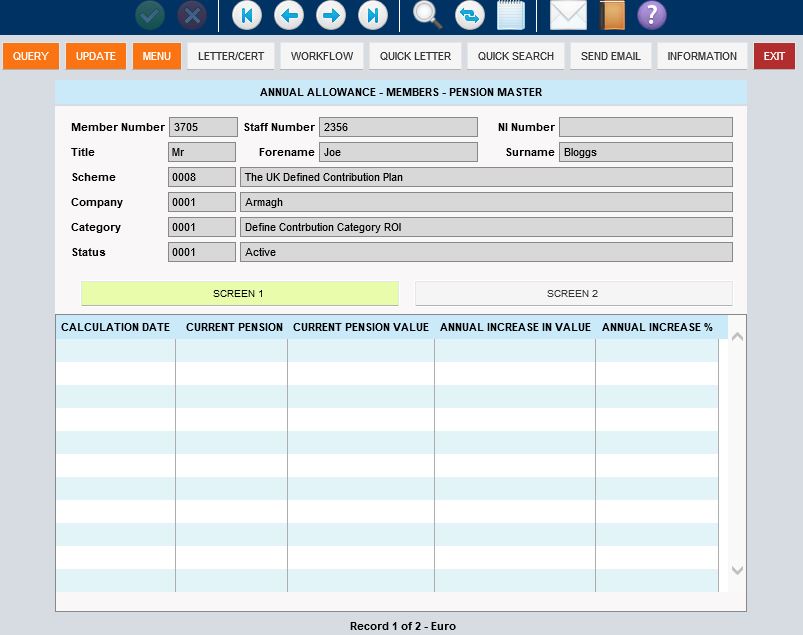 ?
QUERY UPDATE MENU LETTER/CERT WORKFLOW QUICK LETTER QUICK SEARCH SEND EMAIL INFORMATION EXIT
ANNUAL ALLOWANCE - MEMBERS - PENSION MASTER
Member Number 3705 Staff Number 2356 NI Number
Title Mr Forename Joe Surname Bloggs
Scheme 0008 The UK Defined Contribution Plan
Company 0001 Armagh
Category 0001 Define Contrbution Category ROI
Status 0001 Active
SCREEN 1 SCREEN 2
CALCULATION DATE CURRENT PENSION CURRENT PENSION VALUE ANNUAL INCREASE IN VALUE ANNUAL INCREASE %
Record 1 of 2 - Euro